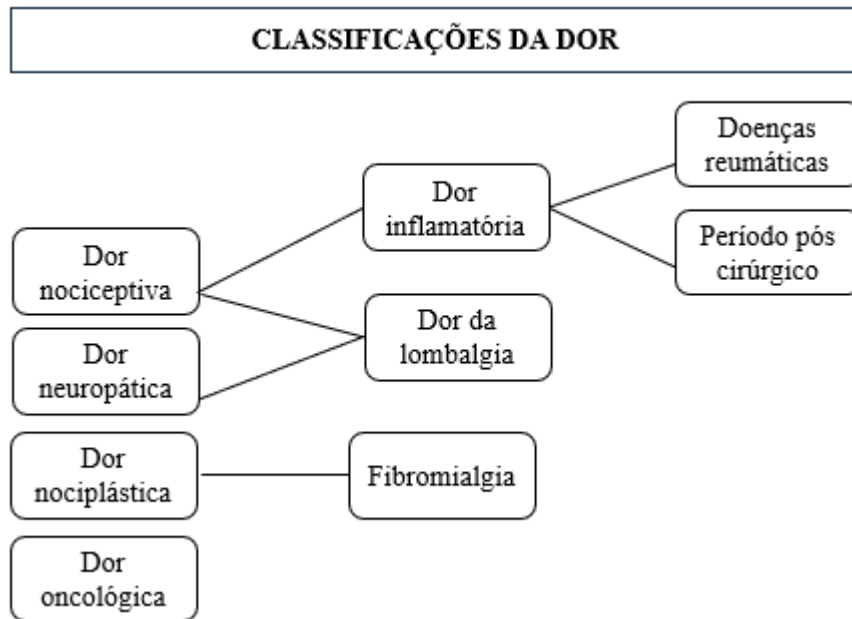 CLASSIFICAÇÕES DA DOR
Dor
nociceptiva
Dor
neuropática
Dor
nociplástica
Dor
oncológica
Dor
inflamatória
Dor da
lombalgia
Fibromialgia
Doenças
reumáticas
Período pós
cirúrgico